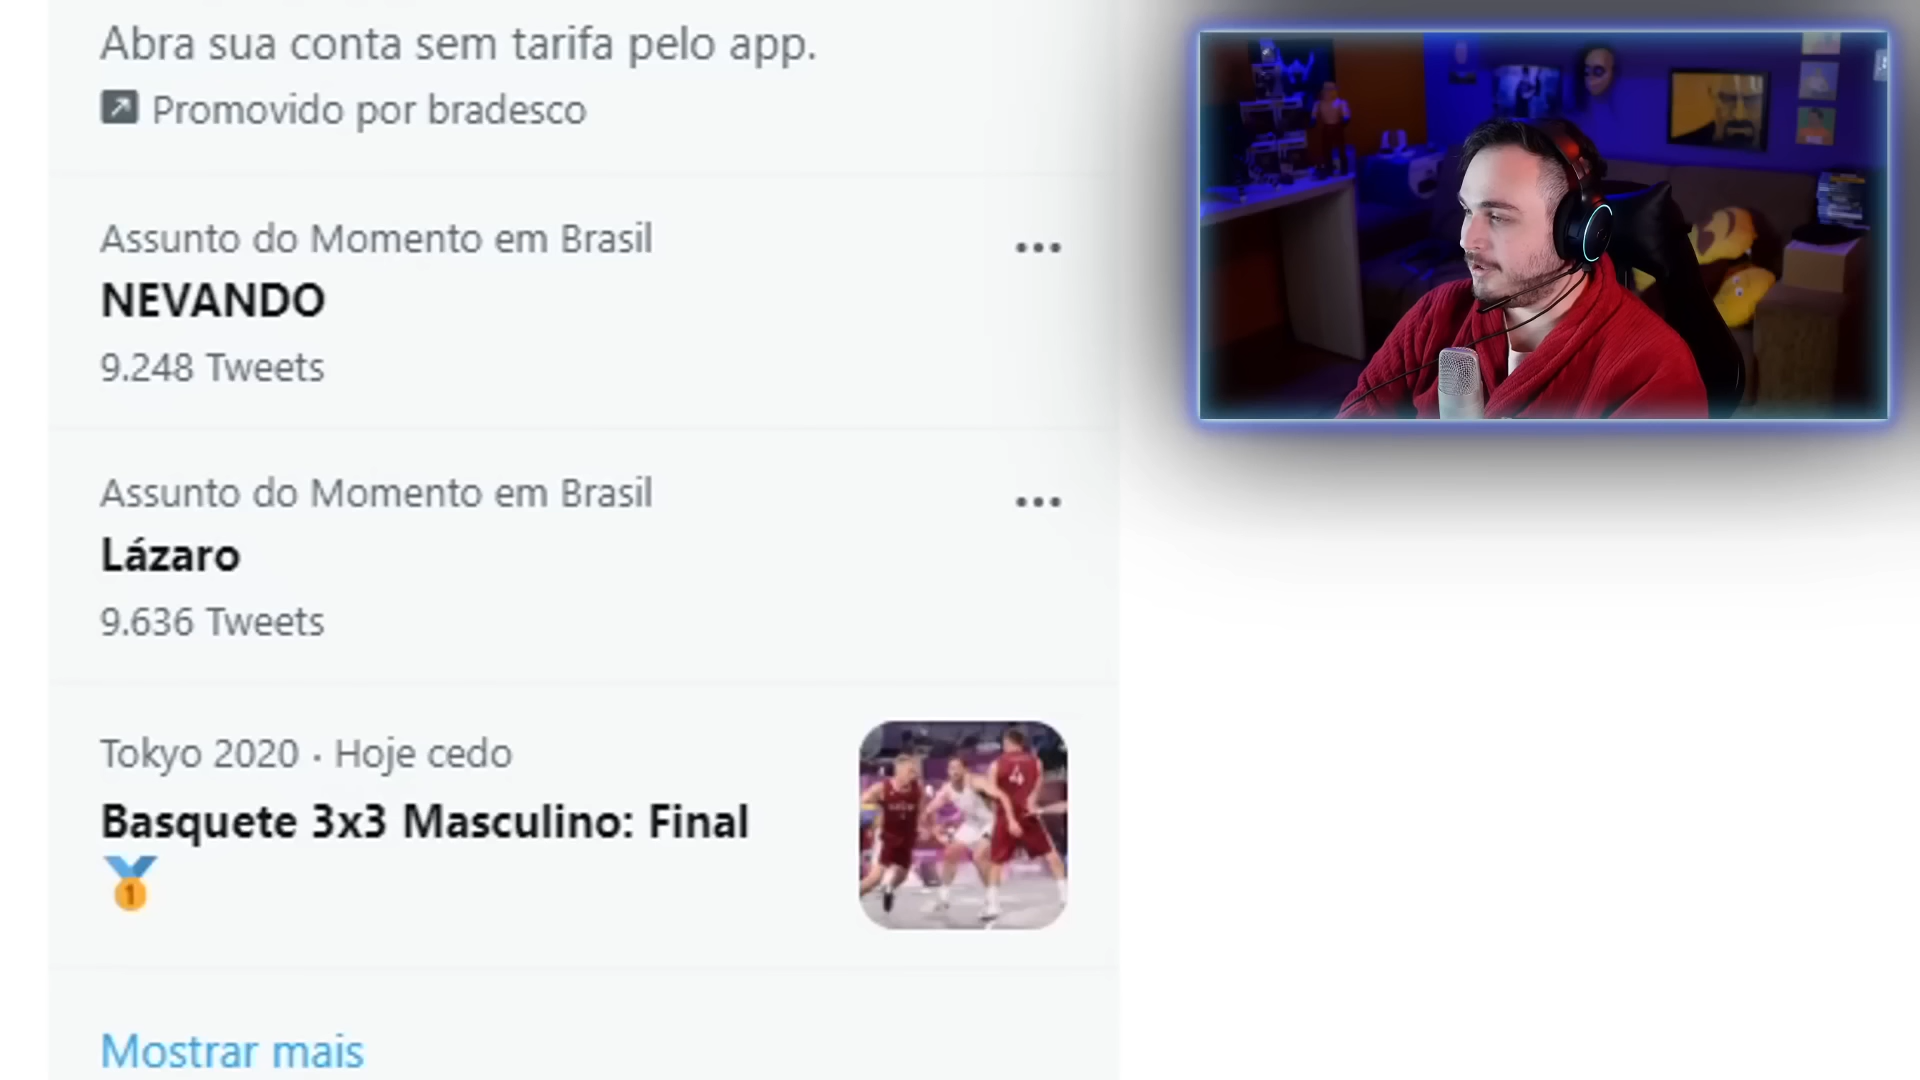 Abra sua conta sem tarifa pelo app.
Promovido por bradesco
Assunto do Momento em Brasil
NEVANDO
9.248 Tweets
Assunto do Momento em Brasil
Lázaro
9.636 Tweets
Tokyo 2020 · Hoje cedo
Basquete 3x3 Masculino: Final
🥇
4
Mostrar mais